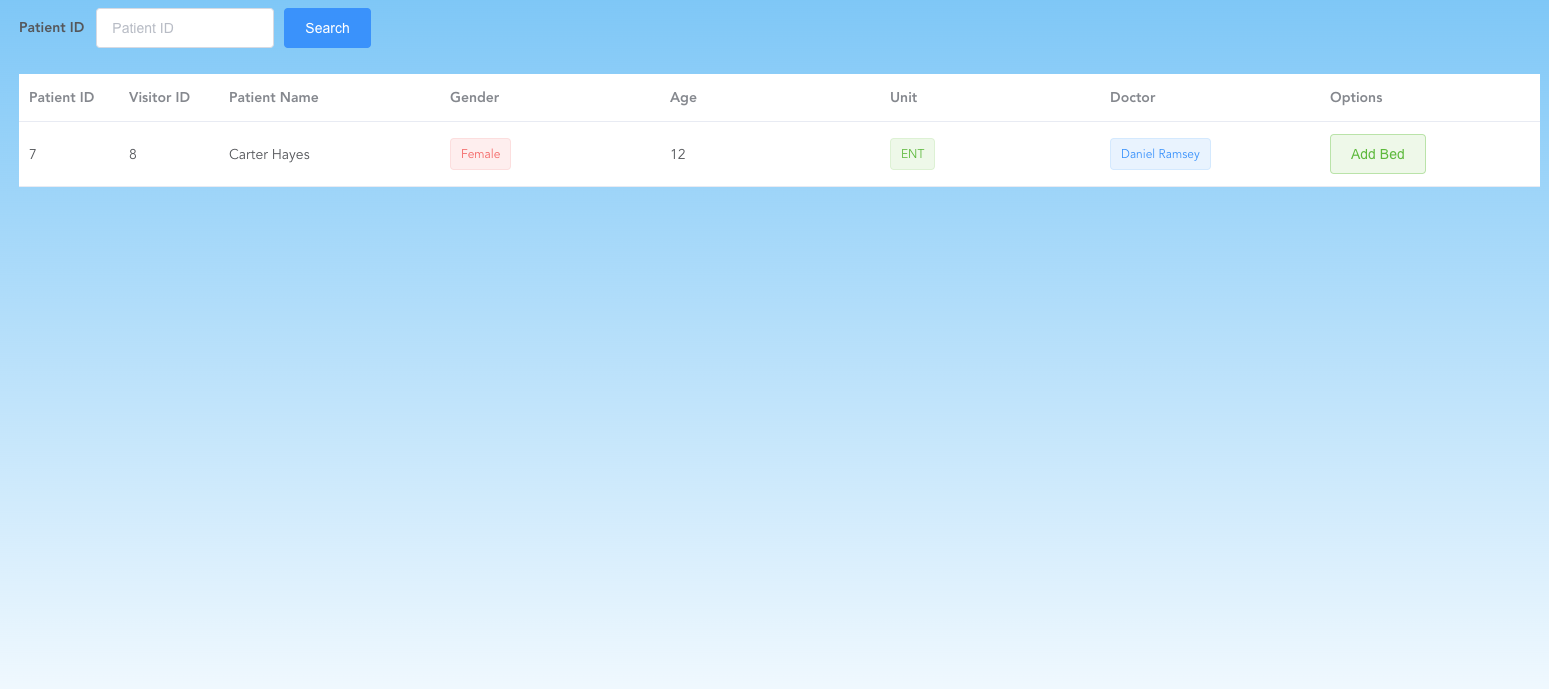 Patient ID Patient ID Search
Patient ID Visitor ID Patient Name Gender Age Unit Doctor Options
7 8 Carter Hayes Female 12 ENT Daniel Ramsey Add Bed